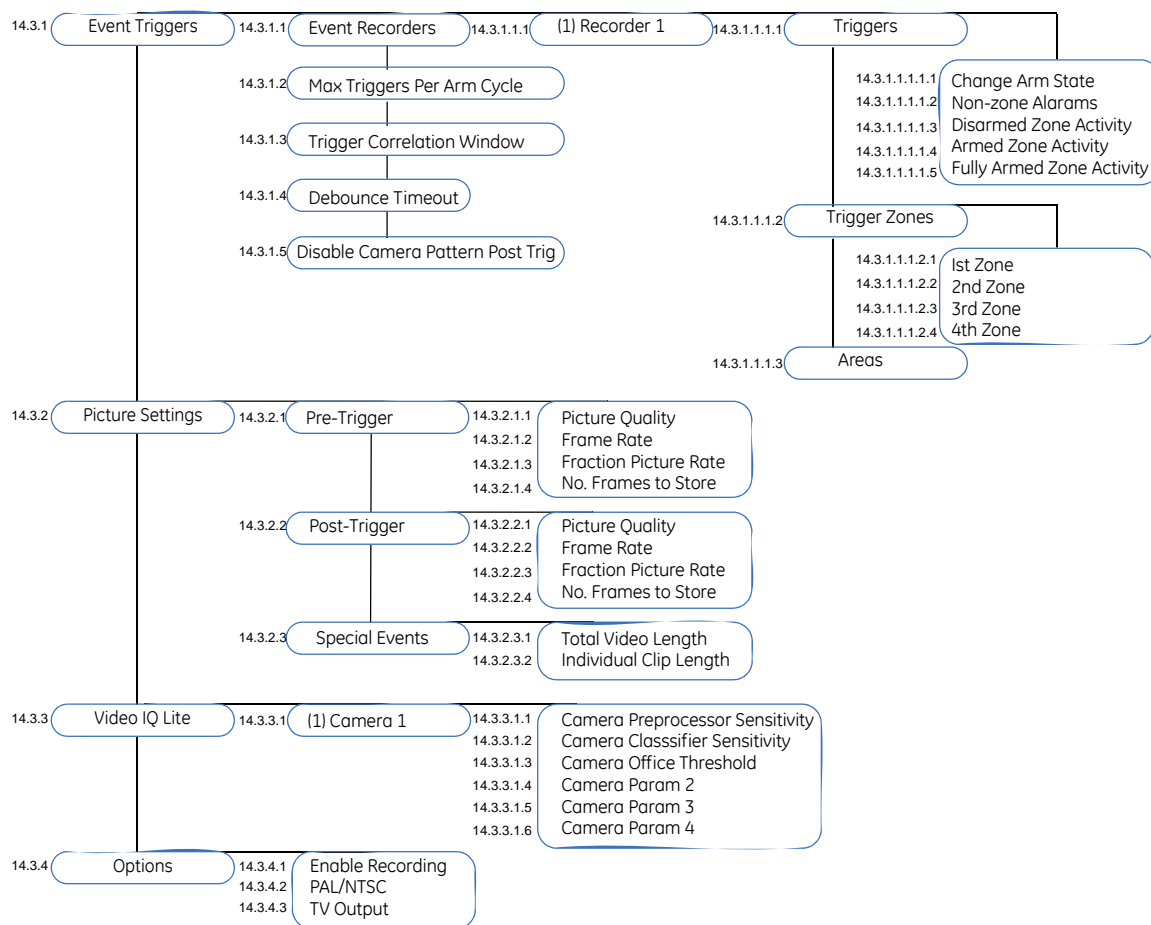 14.3.1 Event Triggers 14.3.1.1 Event Recorders 14.3.1.1.1 (1) Recorder 1 14.3.1.1.1.1 Triggers
14.3.1.1.1.1.1 Change Arm State
14.3.1.1.1.1.2 Non-zone Alarams
14.3.1.1.1.1.3 Disarmed Zone Activity
14.3.1.1.1.1.4 Armed Zone Activity
14.3.1.1.1.1.5 Fully Armed Zone Activity
14.3.1.2 Max Triggers Per Arm Cycle
14.3.1.3 Trigger Correlation Window
14.3.1.4 Debounce Timeout
14.3.1.5 Disable Camera Pattern Post Trig
14.3.1.1.1.2 Trigger Zones
14.3.1.1.1.2.1 Ist Zone
14.3.1.1.1.2.2 2nd Zone
14.3.1.1.1.2.3 3rd Zone
14.3.1.1.1.2.4 4th Zone
14.3.1.1.1.3 Areas
14.3.2 Picture Settings 14.3.2.1 Pre-Trigger 14.3.2.1.1 Picture Quality
14.3.2.1.2 Frame Rate
14.3.2.1.3 Fraction Picture Rate
14.3.2.1.4 No. Frames to Store
14.3.2.2 Post-Trigger 14.3.2.2.1 Picture Quality
14.3.2.2.2 Frame Rate
14.3.2.2.3 Fraction Picture Rate
14.3.2.2.4 No. Frames to Store
14.3.2.3 Special Events 14.3.2.3.1 Total Video Length
14.3.2.3.2 Individual Clip Length
14.3.3 Video IQ Lite 14.3.3.1 (1) Camera 1 14.3.3.1.1 Camera Preprocessor Sensitivity
14.3.3.1.2 Camera Classsifier Sensitivity
14.3.3.1.3 Camera Office Threshold
14.3.3.1.4 Camera Param 2
14.3.3.1.5 Camera Param 3
14.3.3.1.6 Camera Param 4
14.3.4 Options 14.3.4.1 Enable Recording
14.3.4.2 PAL/NTSC
14.3.4.3 TV Output